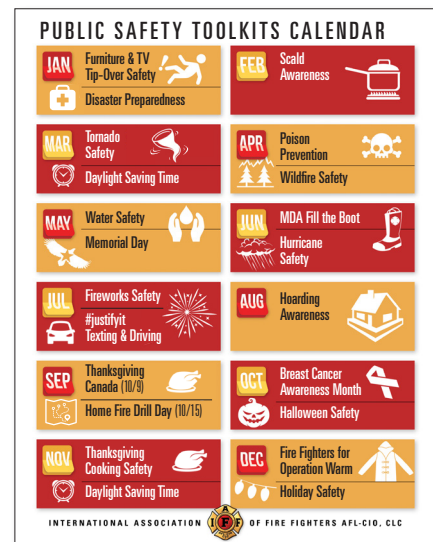 PUBLIC SAFETY TOOLKITS CALENDAR
JAN
Furniture & TV
Tip-Over Safety
Disaster Preparedness
FEB
Scald
Awareness
MAR
Tornado
Safety
Daylight Saving Time
APR
Poison
Prevention
Wildfire Safety
MAY
Water Safety
Memorial Day
JUN
MDA Fill the Boot
Hurricane
Safety
JUL
Fireworks Safety
#justifyit
Texting & Driving
AUG
Hoarding
Awareness
SEP
Thanksgiving
Canada (10/9)
Home Fire Drill Day (10/15)
OCT
Breast Cancer
Awareness Month
Halloween Safety
NOV
Thanksgiving
Cooking Safety
Daylight Saving Time
DEC
Fire Fighters for
Operation Warm
Holiday Safety
INTERNATIONAL ASSOCIATION IAFF OF FIRE FIGHTERS AFL-CIO, CLC